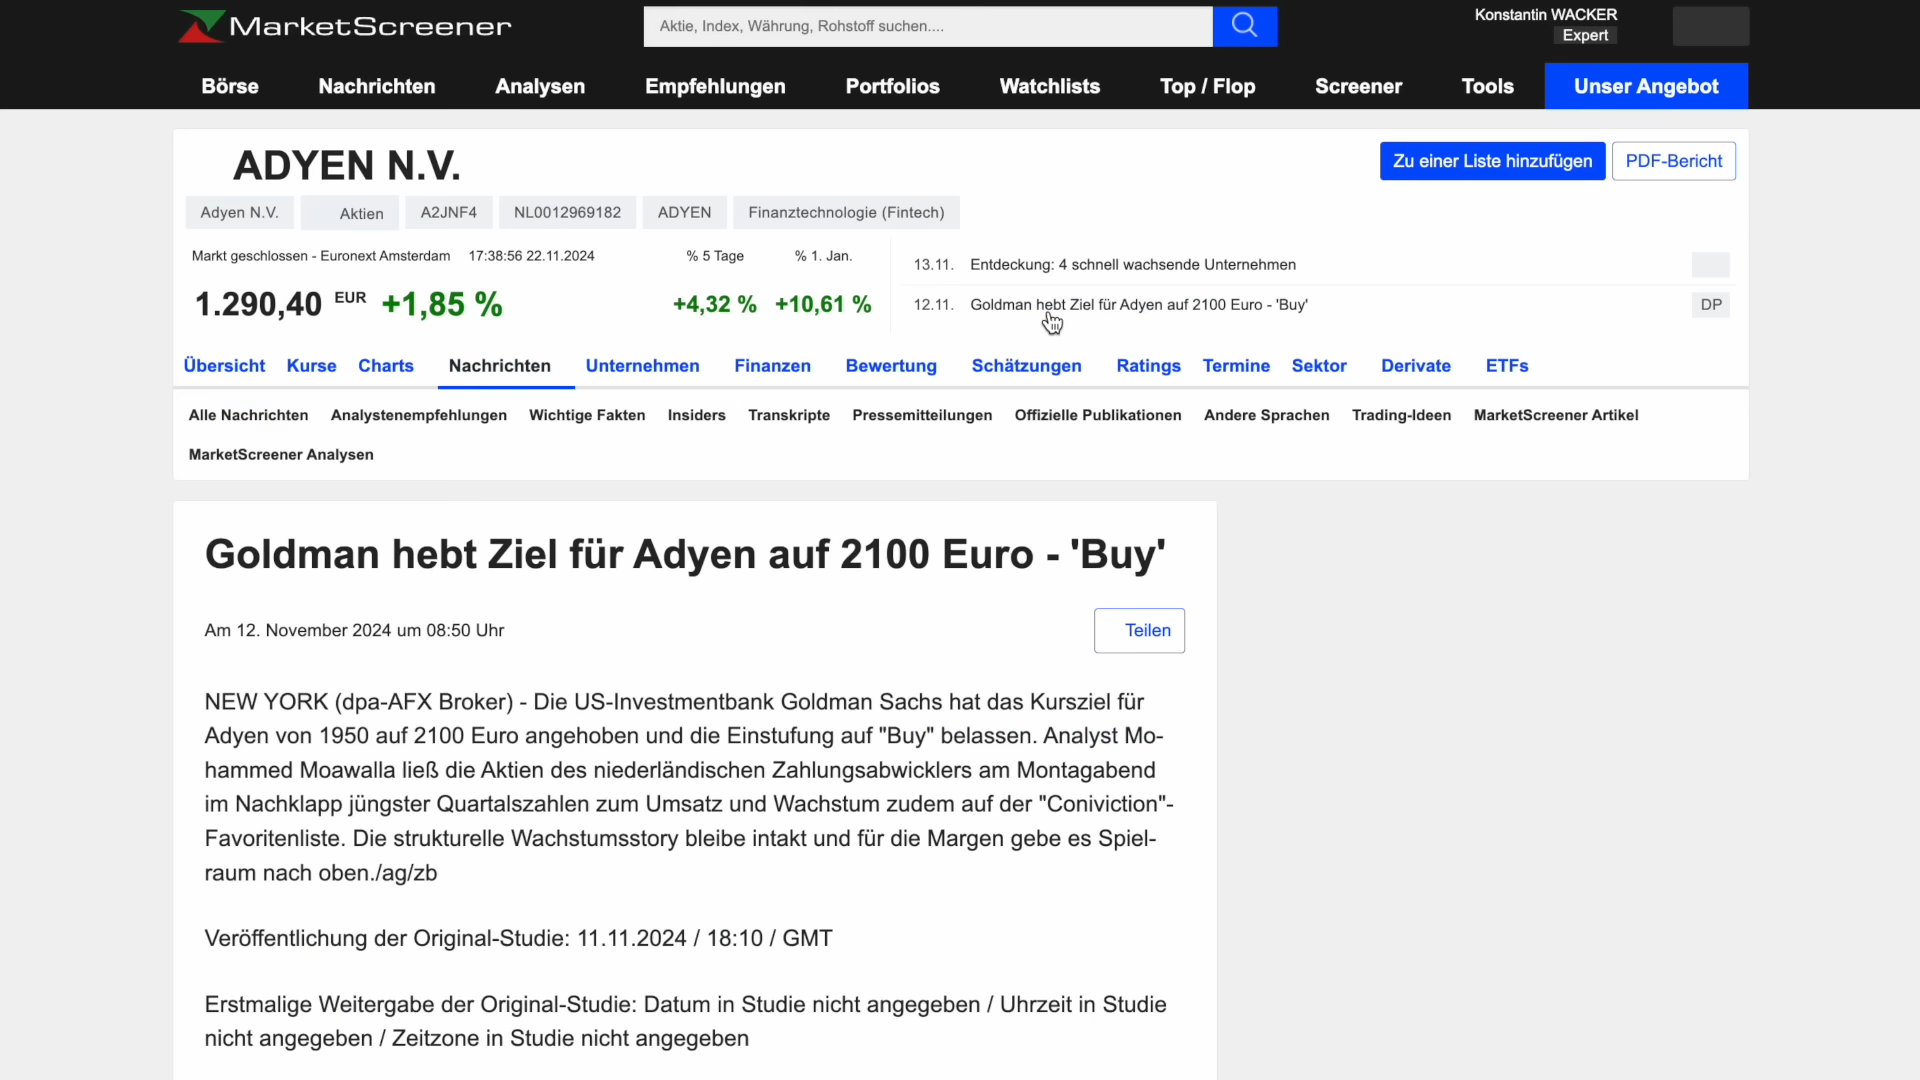 MarketScreener
Aktie, Index, Währung, Rohstoff suchen....
Konstantin WACKER
Expert
Börse Nachrichten Analysen Empfehlungen Portfolios Watchlists Top / Flop Screener Tools Unser Angebot
ADYEN N.V.
Zu einer Liste hinzufügen PDF-Bericht
Adyen N.V. Aktien A2JNF4 NL0012969182 ADYEN Finanztechnologie (Fintech)
Markt geschlossen - Euronext Amsterdam 17:38:56 22.11.2024 % 5 Tage % 1. Jan.
1.290,40 EUR +1,85 % +4,32 % +10,61 %
13.11. Entdeckung: 4 schnell wachsende Unternehmen
12.11. Goldman hebt Ziel für Adyen auf 2100 Euro - 'Buy' DP
Übersicht Kurse Charts Nachrichten Unternehmen Finanzen Bewertung Schätzungen Ratings Termine Sektor Derivate ETFs
Alle Nachrichten Analystenempfehlungen Wichtige Fakten Insiders Transkripte Pressemitteilungen Offizielle Publikationen Andere Sprachen Trading-Ideen MarketScreener Artikel
MarketScreener Analysen
Goldman hebt Ziel für Adyen auf 2100 Euro - 'Buy'
Am 12. November 2024 um 08:50 Uhr
Teilen
NEW YORK (dpa-AFX Broker) - Die US-Investmentbank Goldman Sachs hat das Kursziel für
Adyen von 1950 auf 2100 Euro angehoben und die Einstufung auf "Buy" belassen. Analyst Mo-
hammed Moawalla ließ die Aktien des niederländischen Zahlungsabwicklers am Montagabend
im Nachklapp jüngster Quartalszahlen zum Umsatz und Wachstum zudem auf der "Coniviction"-
Favoritenliste. Die strukturelle Wachstumsstory bleibe intakt und für die Margen gebe es Spiel-
raum nach oben./ag/zb
Veröffentlichung der Original-Studie: 11.11.2024 / 18:10 / GMT
Erstmalige Weitergabe der Original-Studie: Datum in Studie nicht angegeben / Uhrzeit in Studie
nicht angegeben / Zeitzone in Studie nicht angegeben